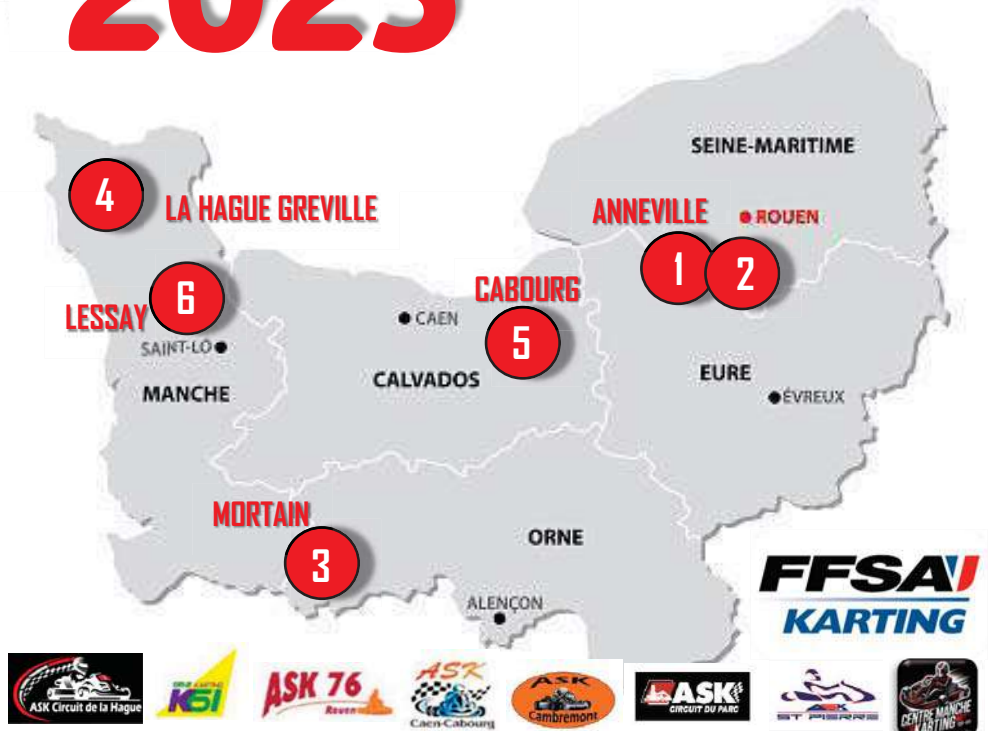 2023
SEINE-MARITIME
4
LA HAGUE GREVILLE
ANNEVILLE
ROUEN
1
2
6
LESSAY
CABOURG
CAEN
5
SAINT-LO
MANCHE
CALVADOS
EURE
ÉVREUX
MORTAIN
3
ORNE
ALENÇON
FFSA
KARTING
ASK Circuit de la Hague
K61
ASK 76
Rouen
ASK
Caen-Cabourg
ASK
Cambremont
ASK
CIRCUIT DU PARC
ASK
ST PIERRE
CENTRE MANCHE
KARTING